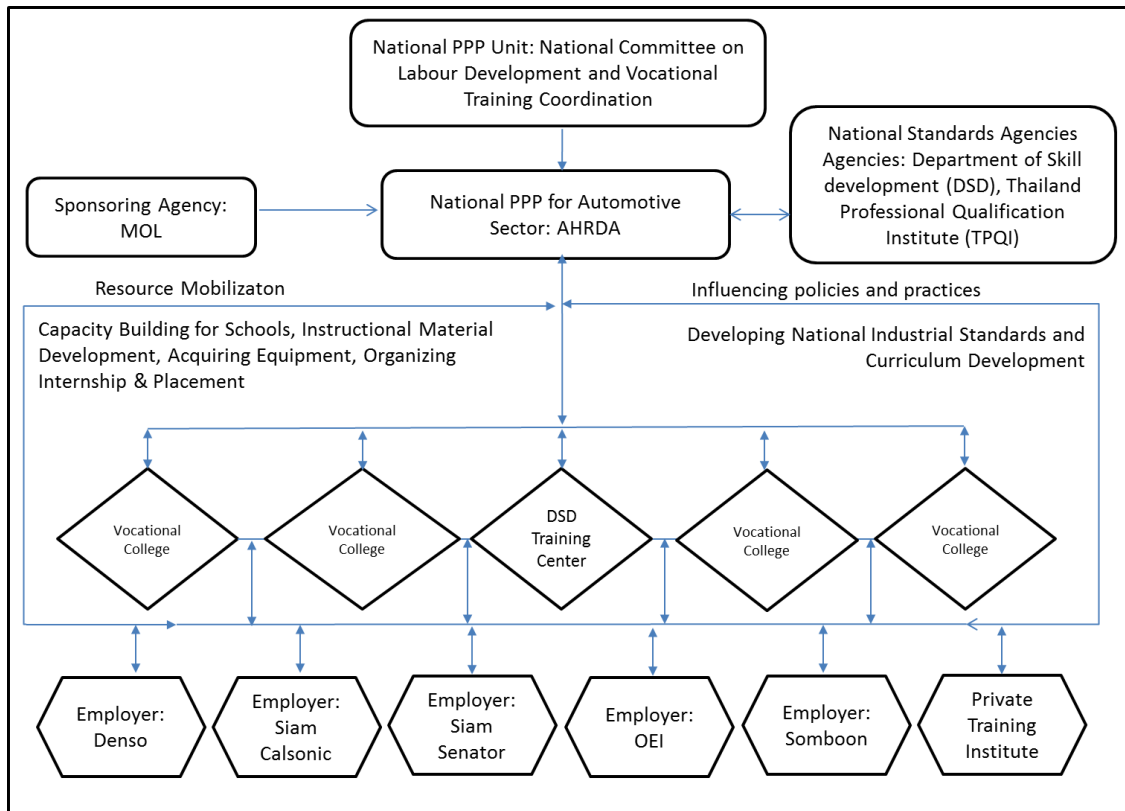 National PPP Unit: National Committee on
Labour Development and Vocational
Training Coordination
National Standards Agencies
Agencies: Department of Skill
development (DSD), Thailand
Professional Qualification
Institute (TPQI)
Sponsoring Agency:
MOL
National PPP for Automotive
Sector: AHRDA
Resource Mobilizaton
Influencing policies and practices
Capacity Building for Schools, Instructional Material
Development, Acquiring Equipment, Organizing
Internship & Placement
Developing National Industrial Standards and
Curriculum Development
Vocational
College
Vocational
College
DSD
Training
Center
Vocational
College
Vocational
College
Employer:
Denso
Employer:
Siam
Calsonic
Employer:
Siam
Senator
Employer:
OEI
Employer:
Somboon
Private
Training
Institute